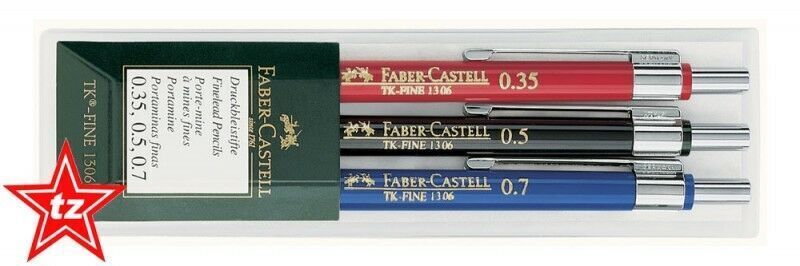 FABER-CASTELL
since 1761
Druckbleistifte
Finelead Pencils
Porte-mine
à mines fines
Portamine
Portaminas finas
0.35, 0.5, 0.7
TK®-FINE 1306
tz
FABER-CASTELL 0.35
TK-FINE 1306
FABER-CASTELL 0.5
TK-FINE 1306
FABER-CASTELL 0.7
TK-FINE 1306